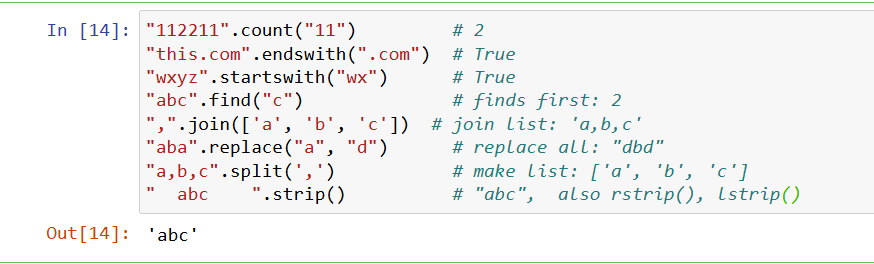 In [14]: "112211".count("11")          # 2
"this.com".endswith(".com")  # True
"wxyz".startswith("wx")      # True
"abc".find("c")              # finds first: 2
",".join(['a', 'b', 'c'])  # join list: 'a,b,c'
"aba".replace("a", "d")      # replace all: "dbd"
"a,b,c".split(',')           # make list: ['a', 'b', 'c']
"  abc    ".strip()          # "abc",  also rstrip(), lstrip()
Out[14]: 'abc'